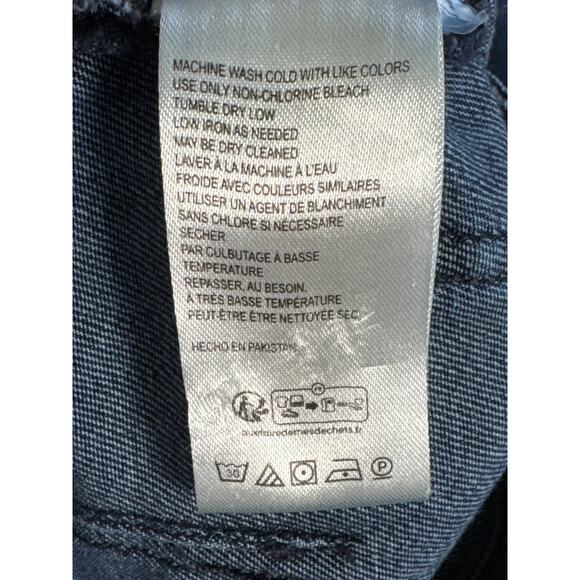 MACHINE WASH COLD WITH LIKE COLORS
USE ONLY NON-CHLORINE BLEACH
TUMBLE DRY LOW
LOW IRON AS NEEDED
MAY BE DRY CLEANED
LAVER À LA MACHINE À L'EAU
FROIDE AVEC COULEURS SIMILAIRES
UTILISER UN AGENT DE BLANCHIMENT
SANS CHLORE SI NÉCESSAIRE
SECHER
PAR CULBUTAGE À BASSE
TEMPÉRATURE
REPASSER, AU BESOIN.
À TRÈS BASSE TEMPÉRATURE
PEUT-ÊTRE ÊTRE NETTOYÉE SEC
HECHO EN PAKISTAN
quefairedemesdechets.fr
30
P